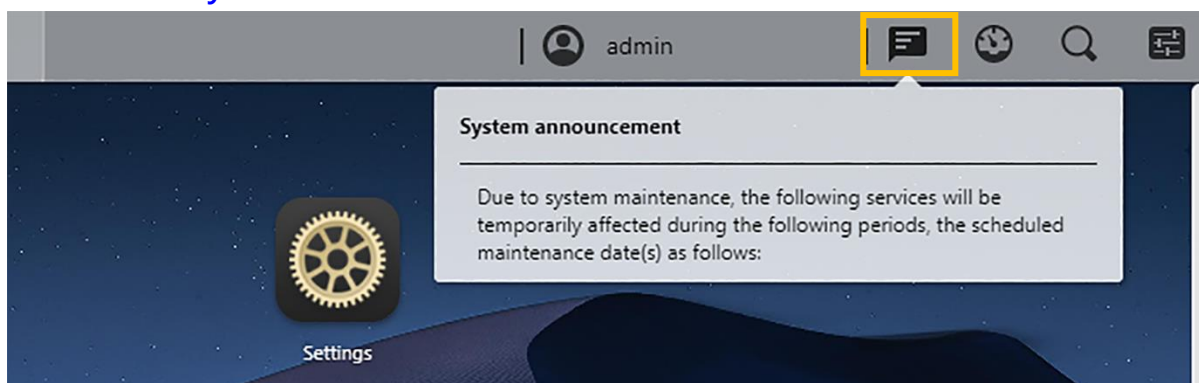 admin
System announcement
Due to system maintenance, the following services will be
temporarily affected during the following periods, the scheduled
maintenance date(s) as follows:
Settings